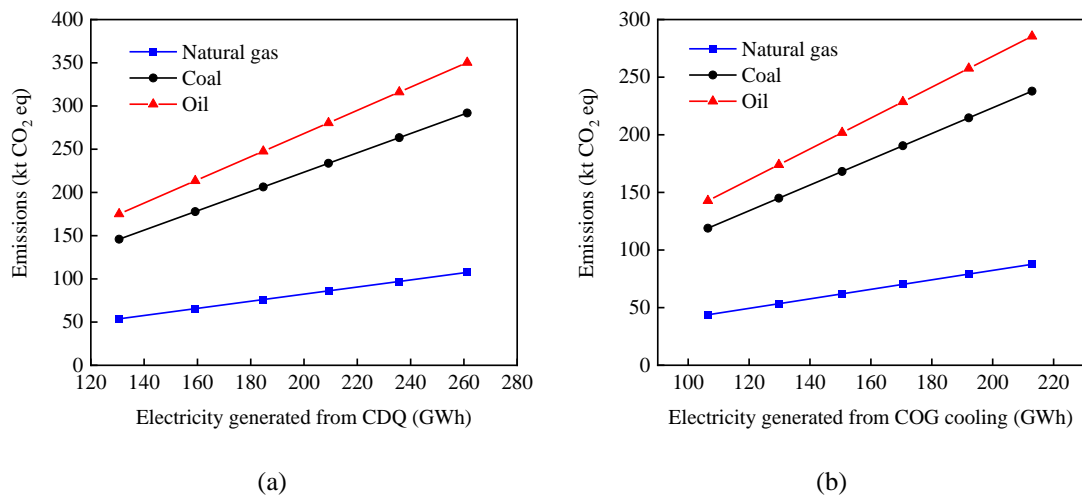 400
350
300
250
200
150
100
50
0
Emissions (kt CO₂ eq)
Natural gas
Coal
Oil
120 140 160 180 200 220 240 260 280
Electricity generated from CDQ (GWh)
(a)
300
250
200
150
100
50
0
Emissions (kt CO₂ eq)
Natural gas
Coal
Oil
100 120 140 160 180 200 220
Electricity generated from COG cooling (GWh)
(b)